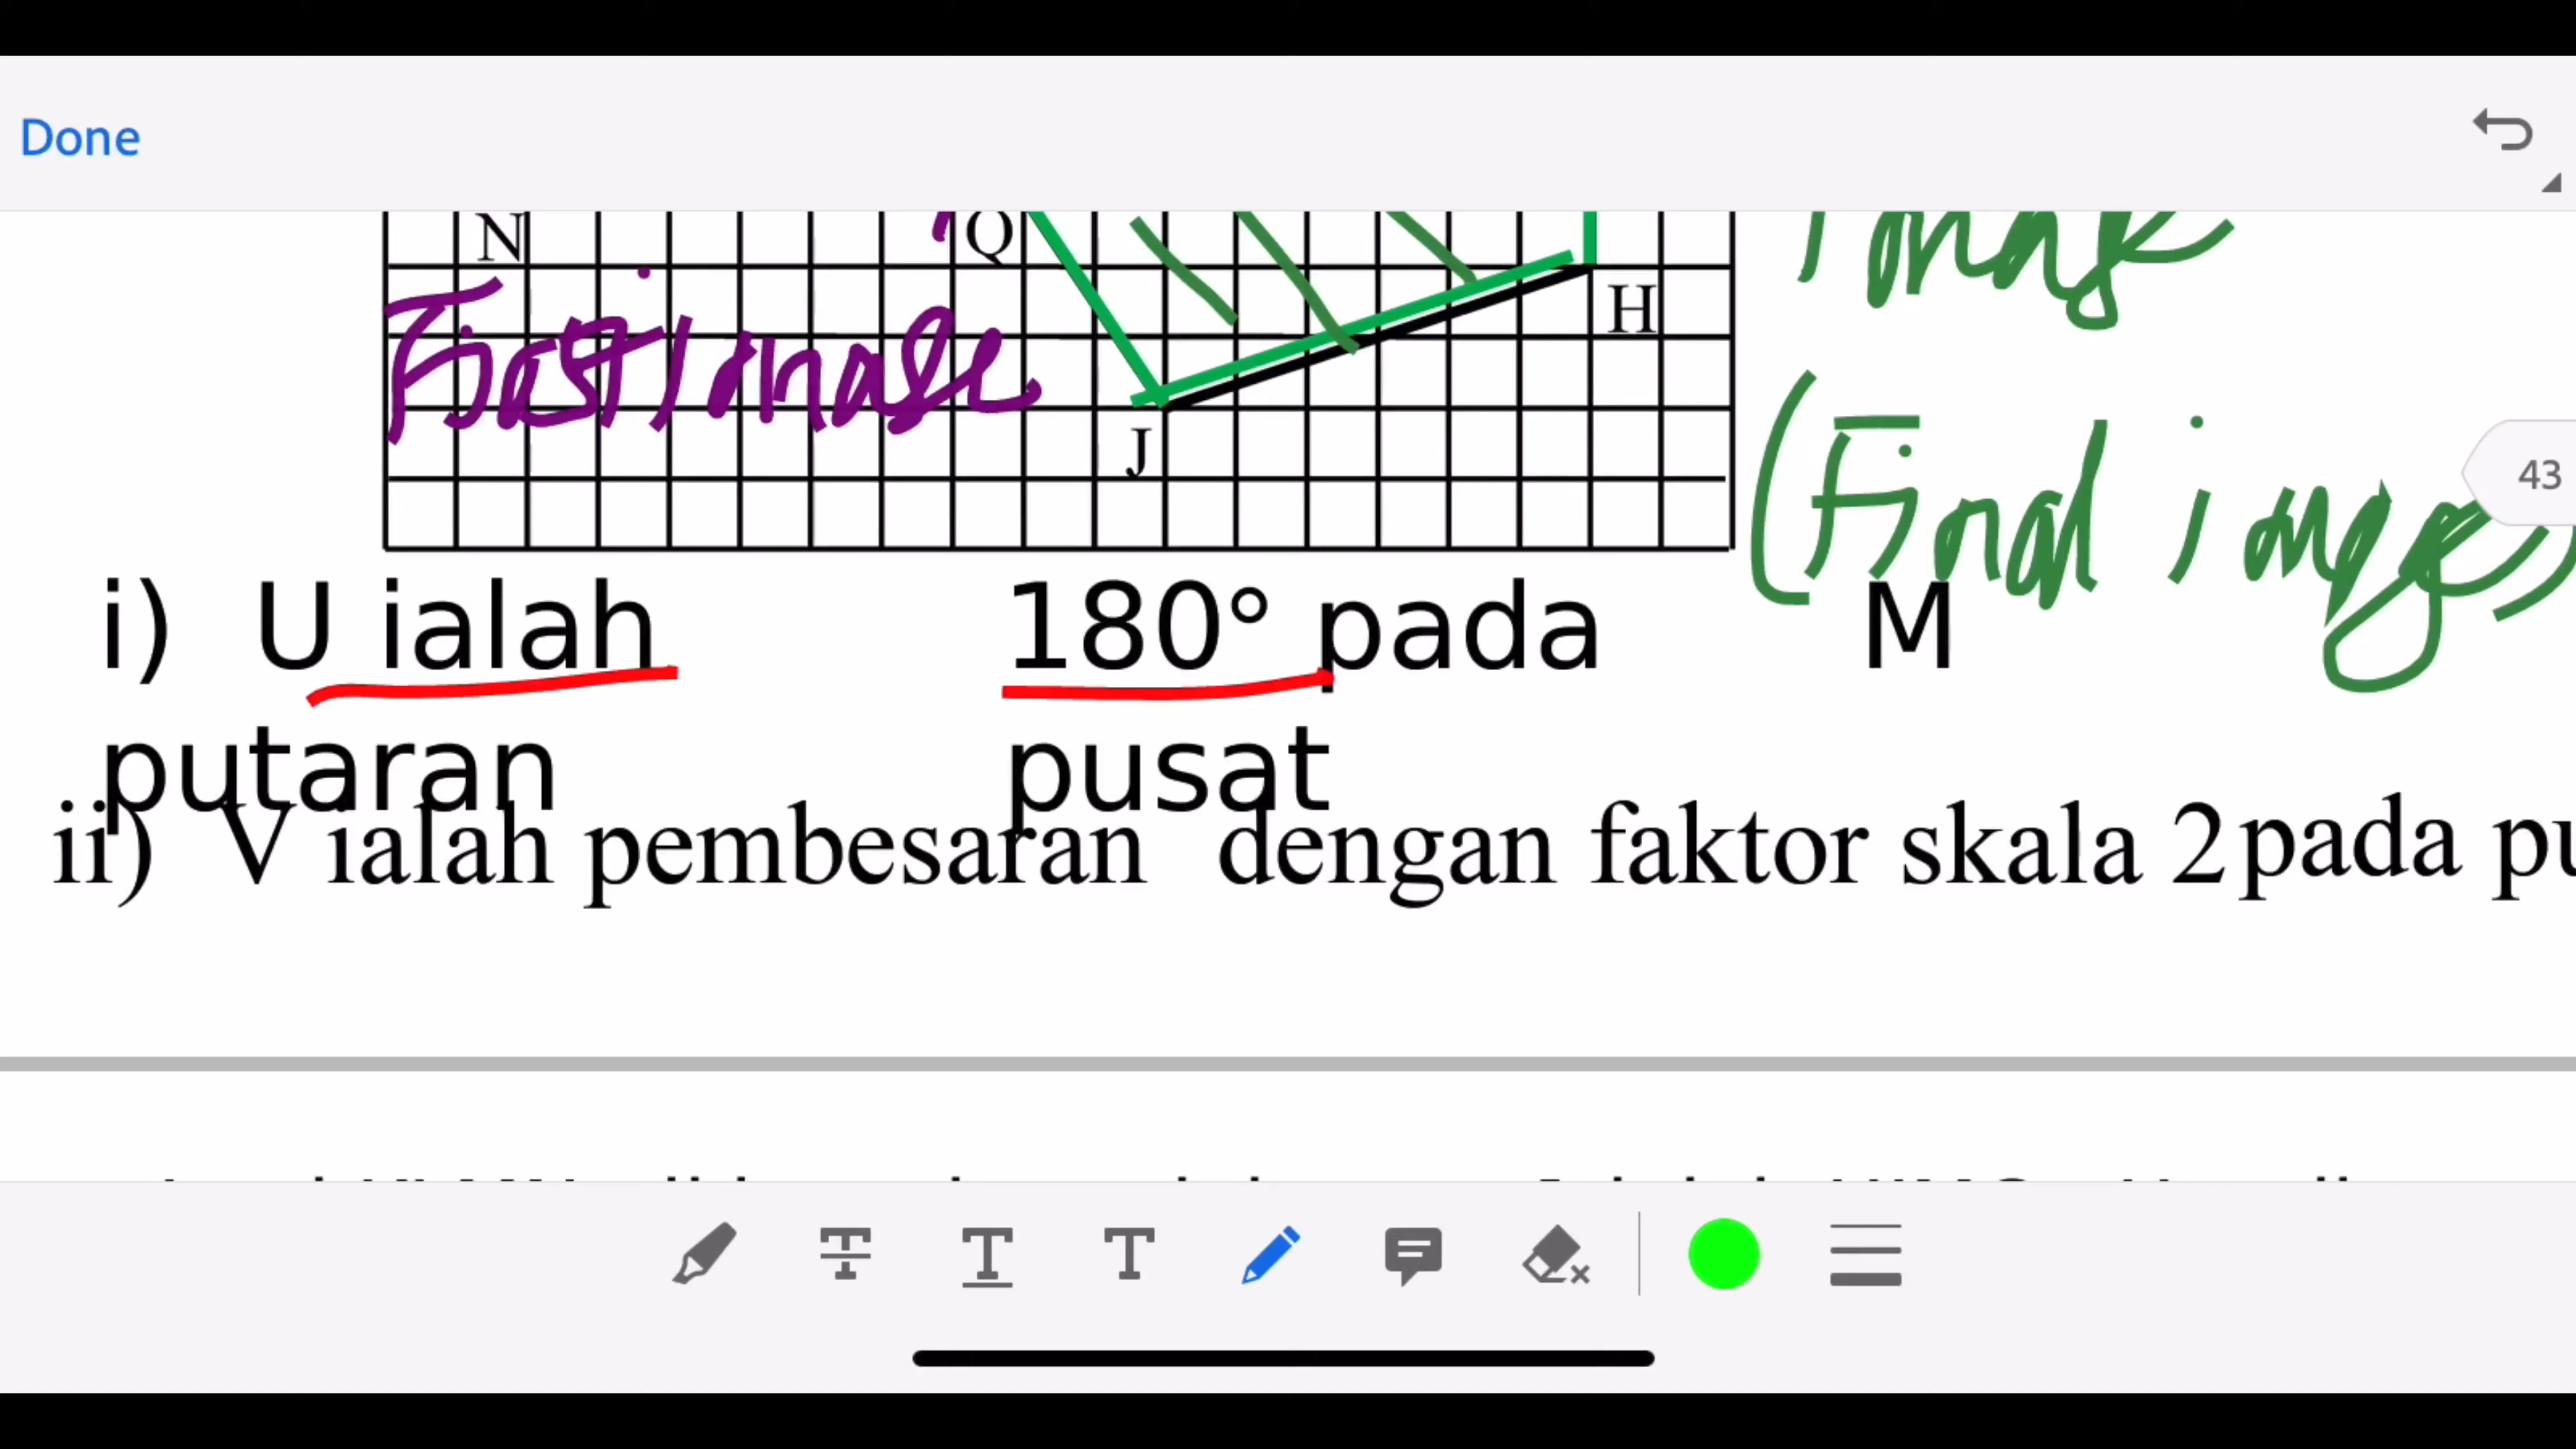 Done
N
Q
image
H
First image
(Final image)
43
J
i) U ialah 180° pada M
putaran pusat
ii) V ialah pembesaran dengan faktor skala 2 pada pu